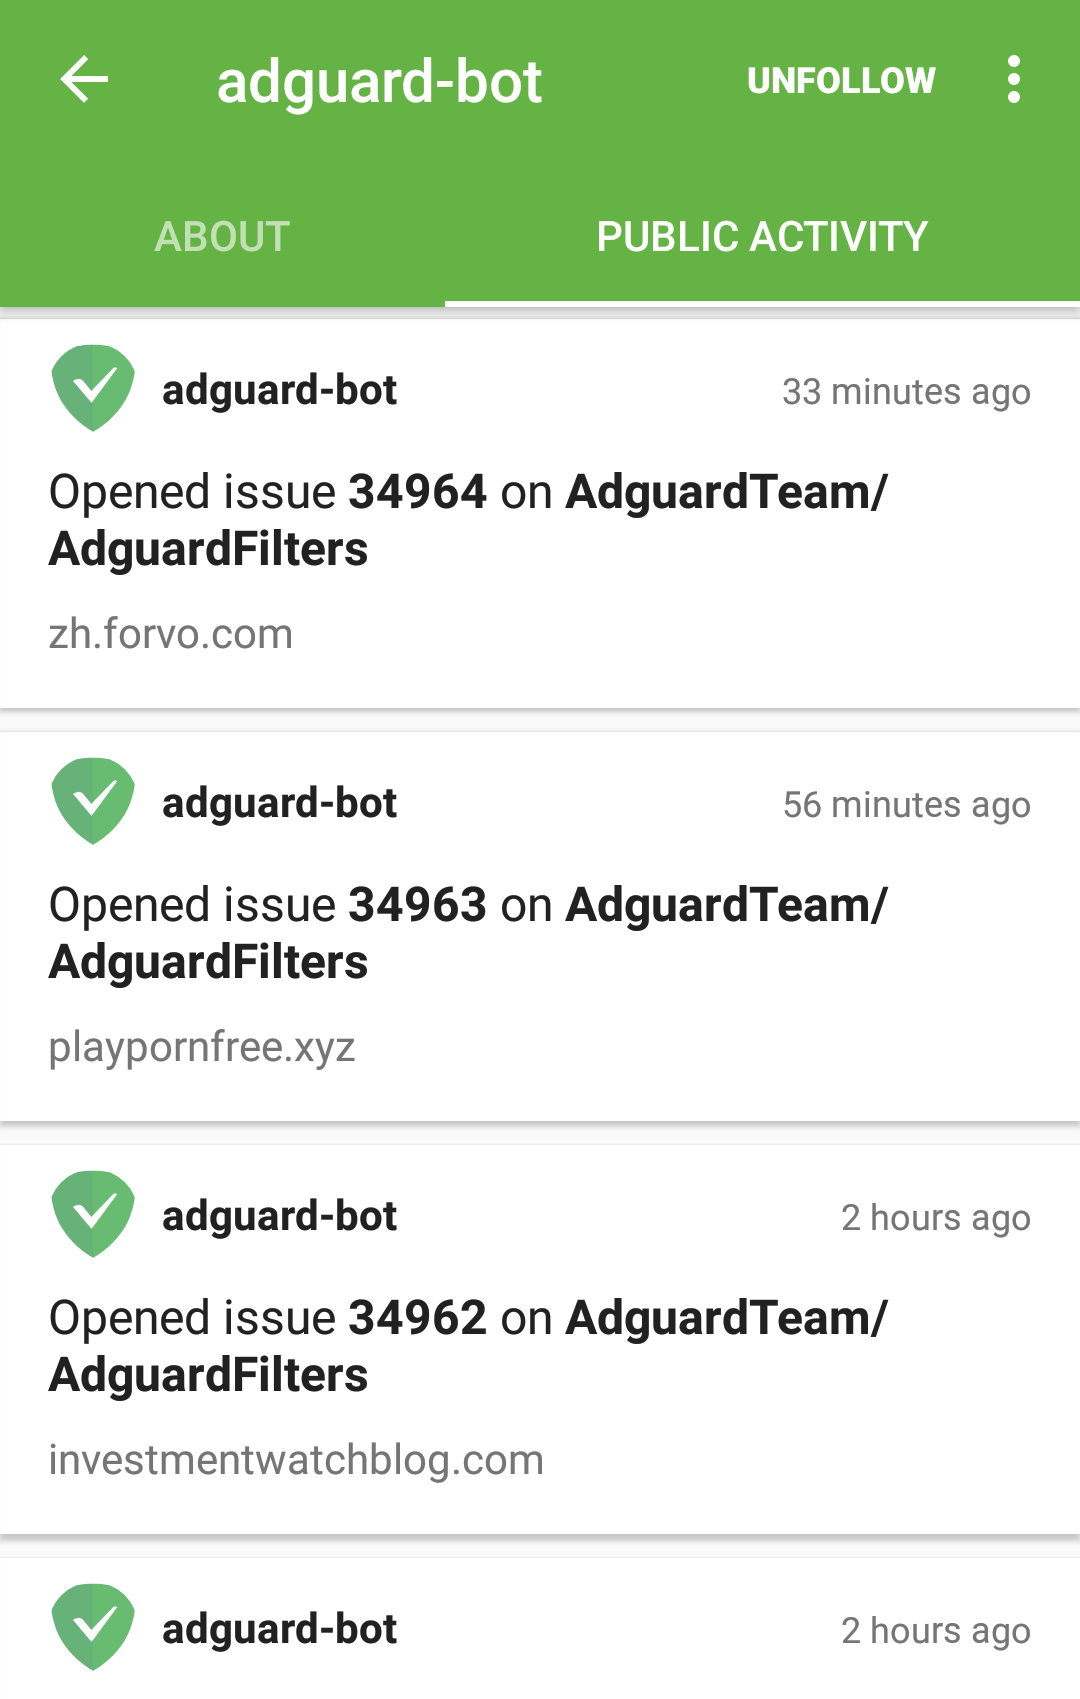 adguard-bot UNFOLLOW
ABOUT PUBLIC ACTIVITY
adguard-bot 33 minutes ago
Opened issue 34964 on AdguardTeam/
AdguardFilters
zh.forvo.com
adguard-bot 56 minutes ago
Opened issue 34963 on AdguardTeam/
AdguardFilters
playpornfree.xyz
adguard-bot 2 hours ago
Opened issue 34962 on AdguardTeam/
AdguardFilters
investmentwatchblog.com
adguard-bot 2 hours ago